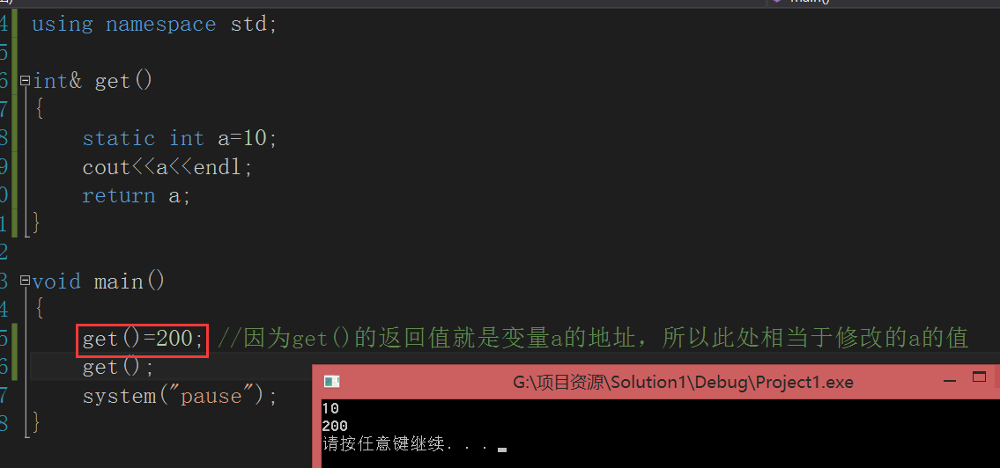 main()
4 using namespace std;
5
6 int& get()
7 {
8 static int a=10;
9 cout<<a<<endl;
0 return a;
1 }
2
3 void main()
4 {
5 get()=200; //因为get()的返回值就是变量a的地址，所以此处相当于修改的a的值
6 get();
7 system("pause");
8 }
G:\项目资源\Solution1\Debug\Project1.exe
10
200
请按任意键继续. . .